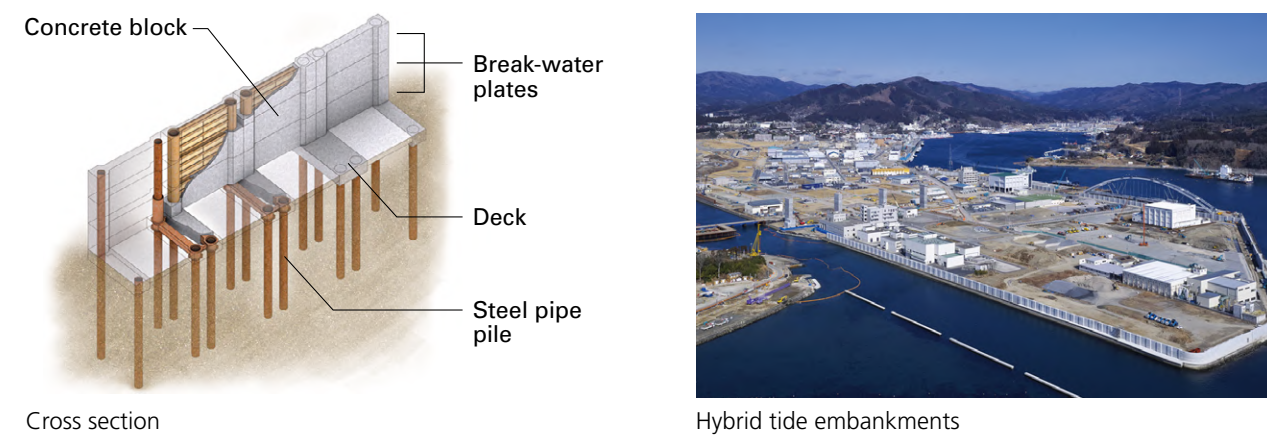 Concrete block
Break-water
plates
Deck
Steel pipe
pile
Cross section
Hybrid tide embankments